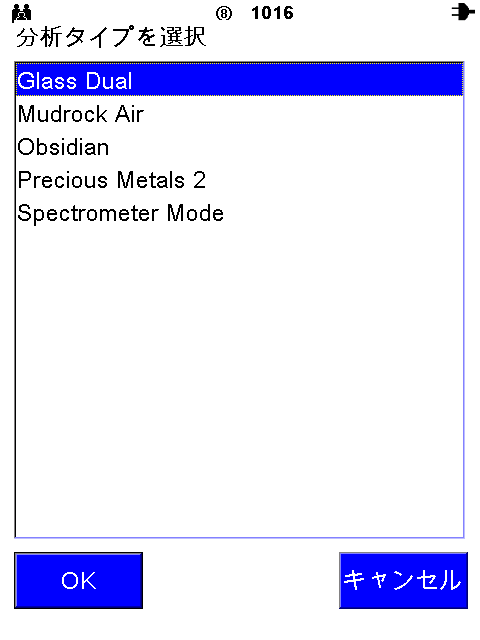 ⑧ 1016
分析タイプを選択
Glass Dual
Mudrock Air
Obsidian
Precious Metals 2
Spectrometer Mode
OK
キャンセル